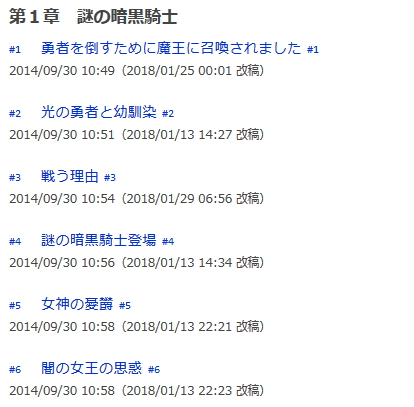 第１章　謎の暗黒騎士
#1　勇者を倒すために魔王に召喚されました #1
2014/09/30 10:49（2018/01/25 00:01 改稿）
#2　光の勇者と幼馴染 #2
2014/09/30 10:51（2018/01/13 14:27 改稿）
#3　戦う理由 #3
2014/09/30 10:54（2018/01/29 06:56 改稿）
#4　謎の暗黒騎士登場 #4
2014/09/30 10:56（2018/01/13 14:34 改稿）
#5　女神の憂鬱 #5
2014/09/30 10:58（2018/01/13 22:21 改稿）
#6　闇の女王の思惑 #6
2014/09/30 10:58（2018/01/13 22:23 改稿）